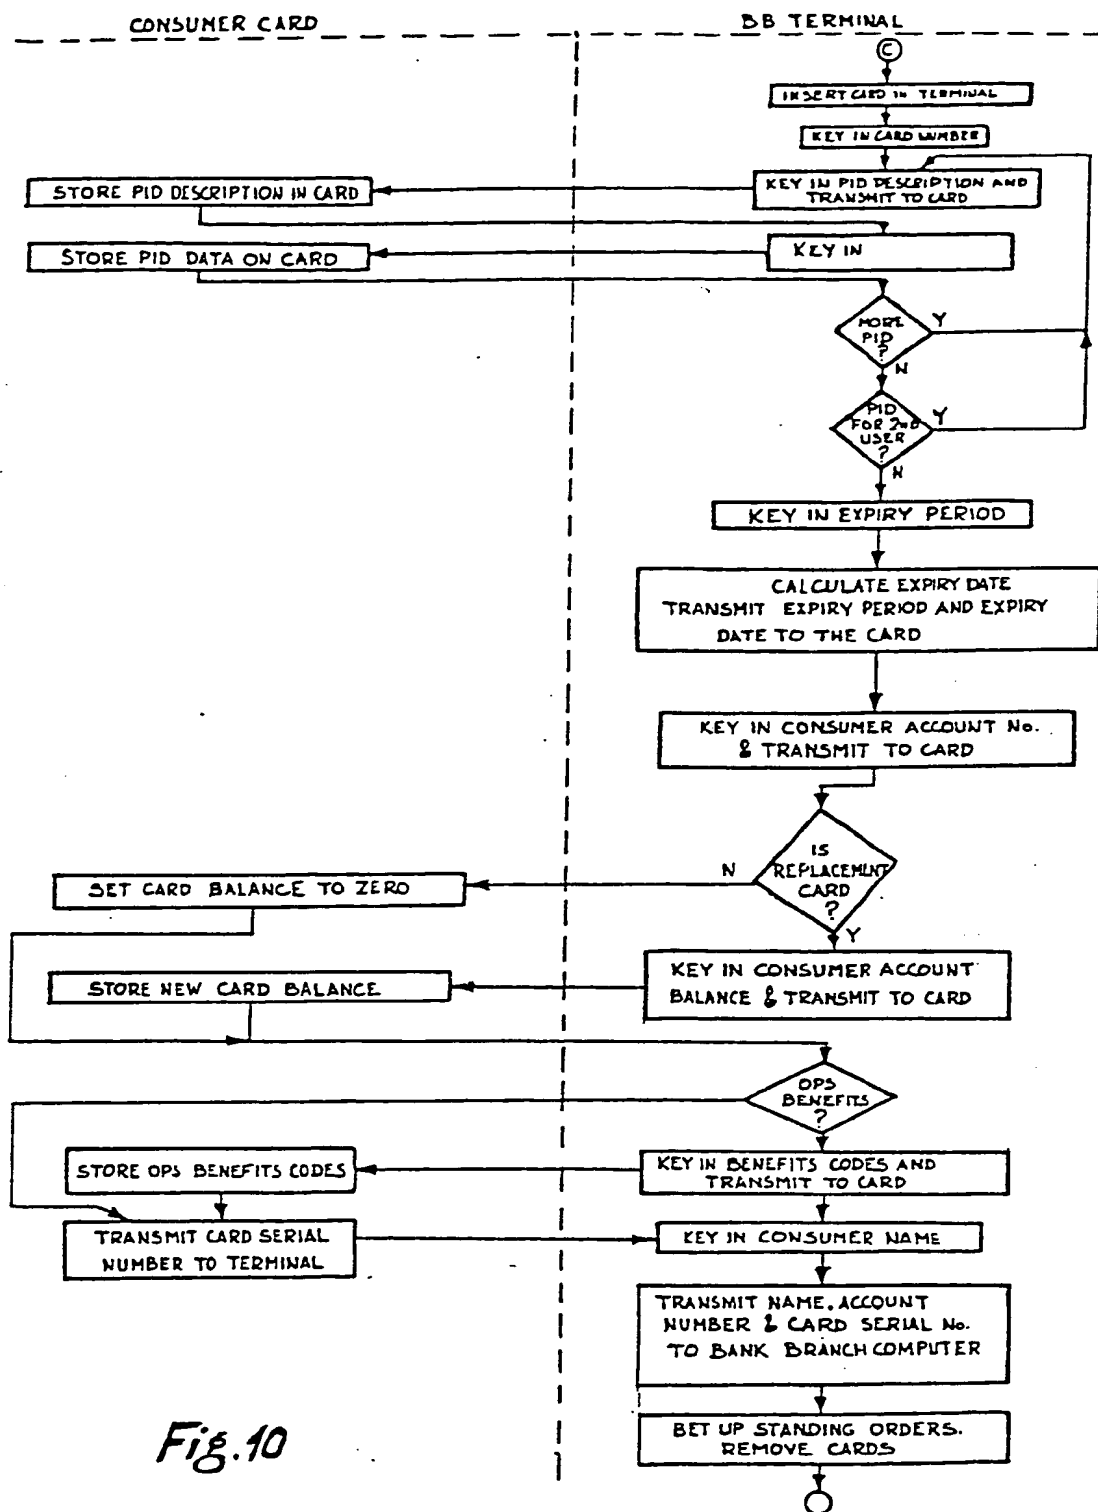 CONSUMER CARD
BB TERMINAL
C
INSERT CARD IN TERMINAL
KEY IN CARD NUMBER
KEY IN PID DESCRIPTION AND
TRANSMIT TO CARD
STORE PID DESCRIPTION IN CARD
KEY IN
STORE PID DATA ON CARD
MORE
PID
?
Y
N
PID
FOR 2ND
USER
?
Y
N
KEY IN EXPIRY PERIOD
CALCULATE EXPIRY DATE
TRANSMIT EXPIRY PERIOD AND EXPIRY
DATE TO THE CARD
KEY IN CONSUMER ACCOUNT No.
& TRANSMIT TO CARD
IS
REPLACEMENT
CARD
?
N
Y
SET CARD BALANCE TO ZERO
KEY IN CONSUMER ACCOUNT
BALANCE & TRANSMIT TO CARD
STORE NEW CARD BALANCE
OPS
BENEFITS
?
KEY IN BENEFITS CODES AND
TRANSMIT TO CARD
STORE OPS BENEFITS CODES
TRANSMIT CARD SERIAL
NUMBER TO TERMINAL
KEY IN CONSUMER NAME
TRANSMIT NAME. ACCOUNT
NUMBER & CARD SERIAL No.
TO BANK BRANCH COMPUTER
BET UP STANDING ORDERS.
REMOVE CARDS
Fig.10